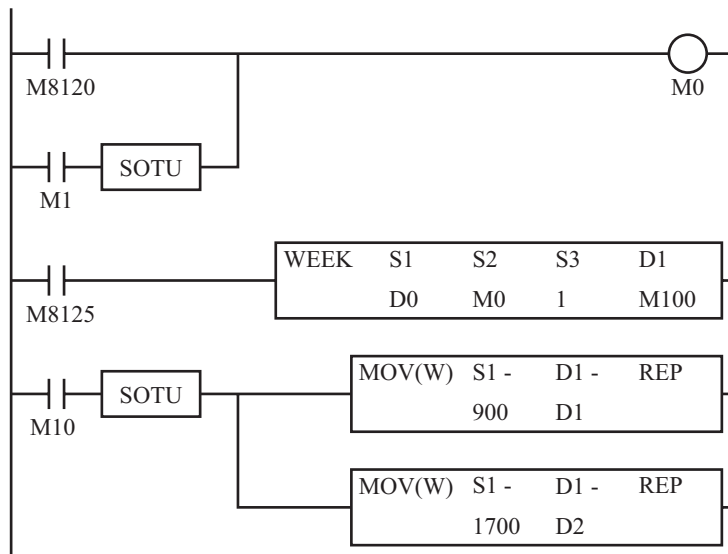 M8120
M0
SOTU
M1
WEEK S1 S2 S3 D1
D0 M0 1 M100
M8125
MOV(W) S1 - D1 - REP
900 D1
SOTU
M10
MOV(W) S1 - D1 - REP
1700 D2